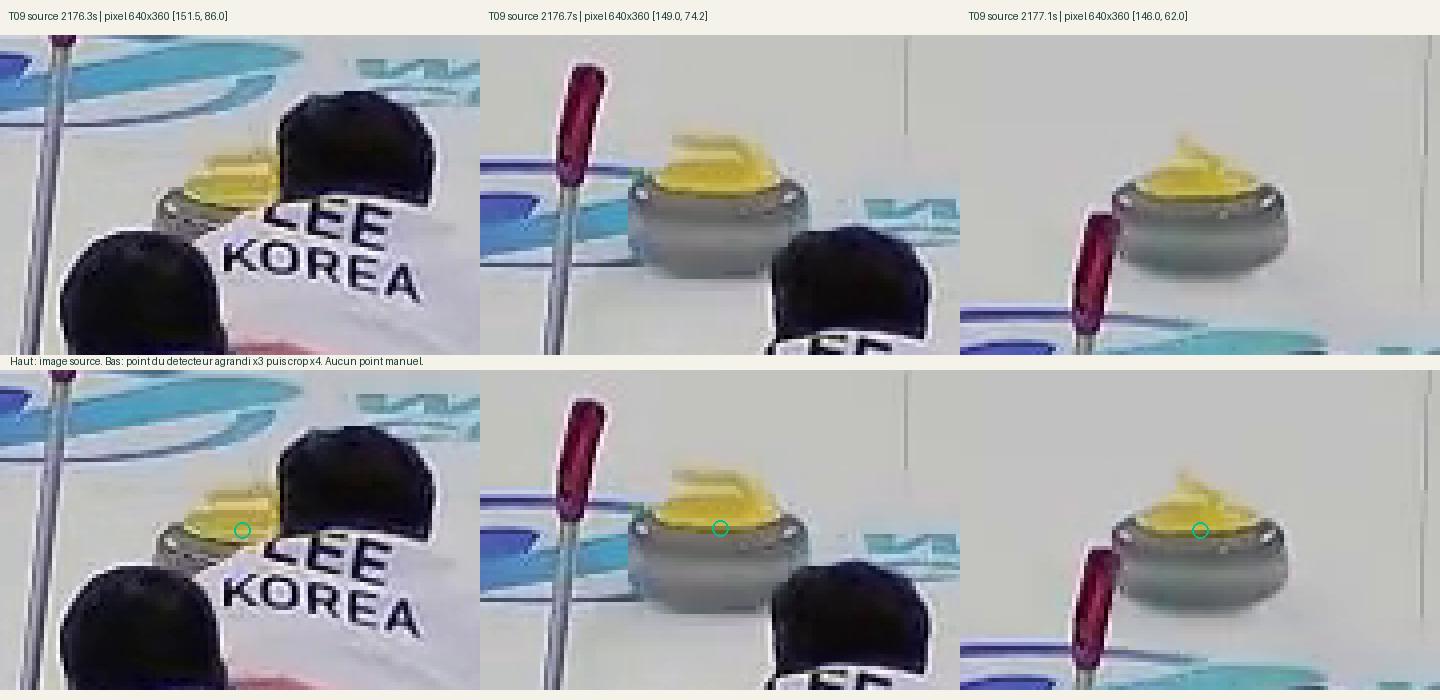 T09 source 2176.3s | pixel 640x360 [151.5, 86.0]
T09 source 2176.7s | pixel 640x360 [149.0, 74.2]
T09 source 2177.1s | pixel 640x360 [146.0, 62.0]
LEE
KOREA
LEE
Haut: image source. Bas: point du detecteur agrandi x3 puis crop x4. Aucun point manuel.
LEE
KOREA
LEE